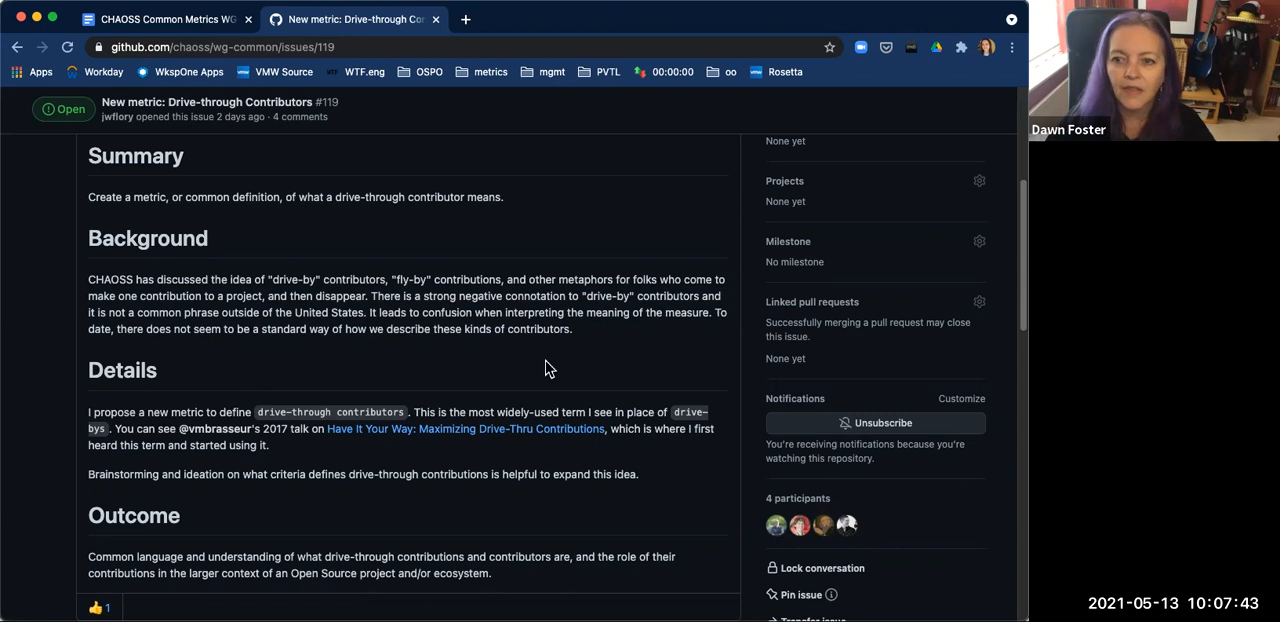 CHAOSS Common Metrics WG
New metric: Drive-through Co
github.com/chaoss/wg-common/issues/119
Apps Workday WkspOne Apps VMW Source WTF.eng OSPO metrics mgmt PVTL 00:00:00 oo Rosetta
Open
New metric: Drive-through Contributors #119
jwflory opened this issue 2 days ago · 4 comments
Summary
Create a metric, or common definition, of what a drive-through contributor means.
Background
CHAOSS has discussed the idea of "drive-by" contributors, "fly-by" contributions, and other metaphors for folks who come to
make one contribution to a project, and then disappear. There is a strong negative connotation to "drive-by" contributors and
it is not a common phrase outside of the United States. It leads to confusion when interpreting the meaning of the measure. To
date, there does not seem to be a standard way of how we describe these kinds of contributors.
Details
I propose a new metric to define drive-through contributors. This is the most widely-used term I see in place of drive-
bys. You can see @vmbrasseur's 2017 talk on Have It Your Way: Maximizing Drive-Thru Contributions, which is where I first
heard this term and started using it.
Brainstorming and ideation on what criteria defines drive-through contributions is helpful to expand this idea.
Outcome
Common language and understanding of what drive-through contributions and contributors are, and the role of their
contributions in the larger context of an Open Source project and/or ecosystem.
1
None yet
Projects
None yet
Milestone
No milestone
Linked pull requests
Successfully merging a pull request may close
this issue.
None yet
Notifications Customize
Unsubscribe
You're receiving notifications because you're
watching this repository.
4 participants
Lock conversation
Pin issue
Transfer issue
Dawn Foster
2021-05-13 10:07:43